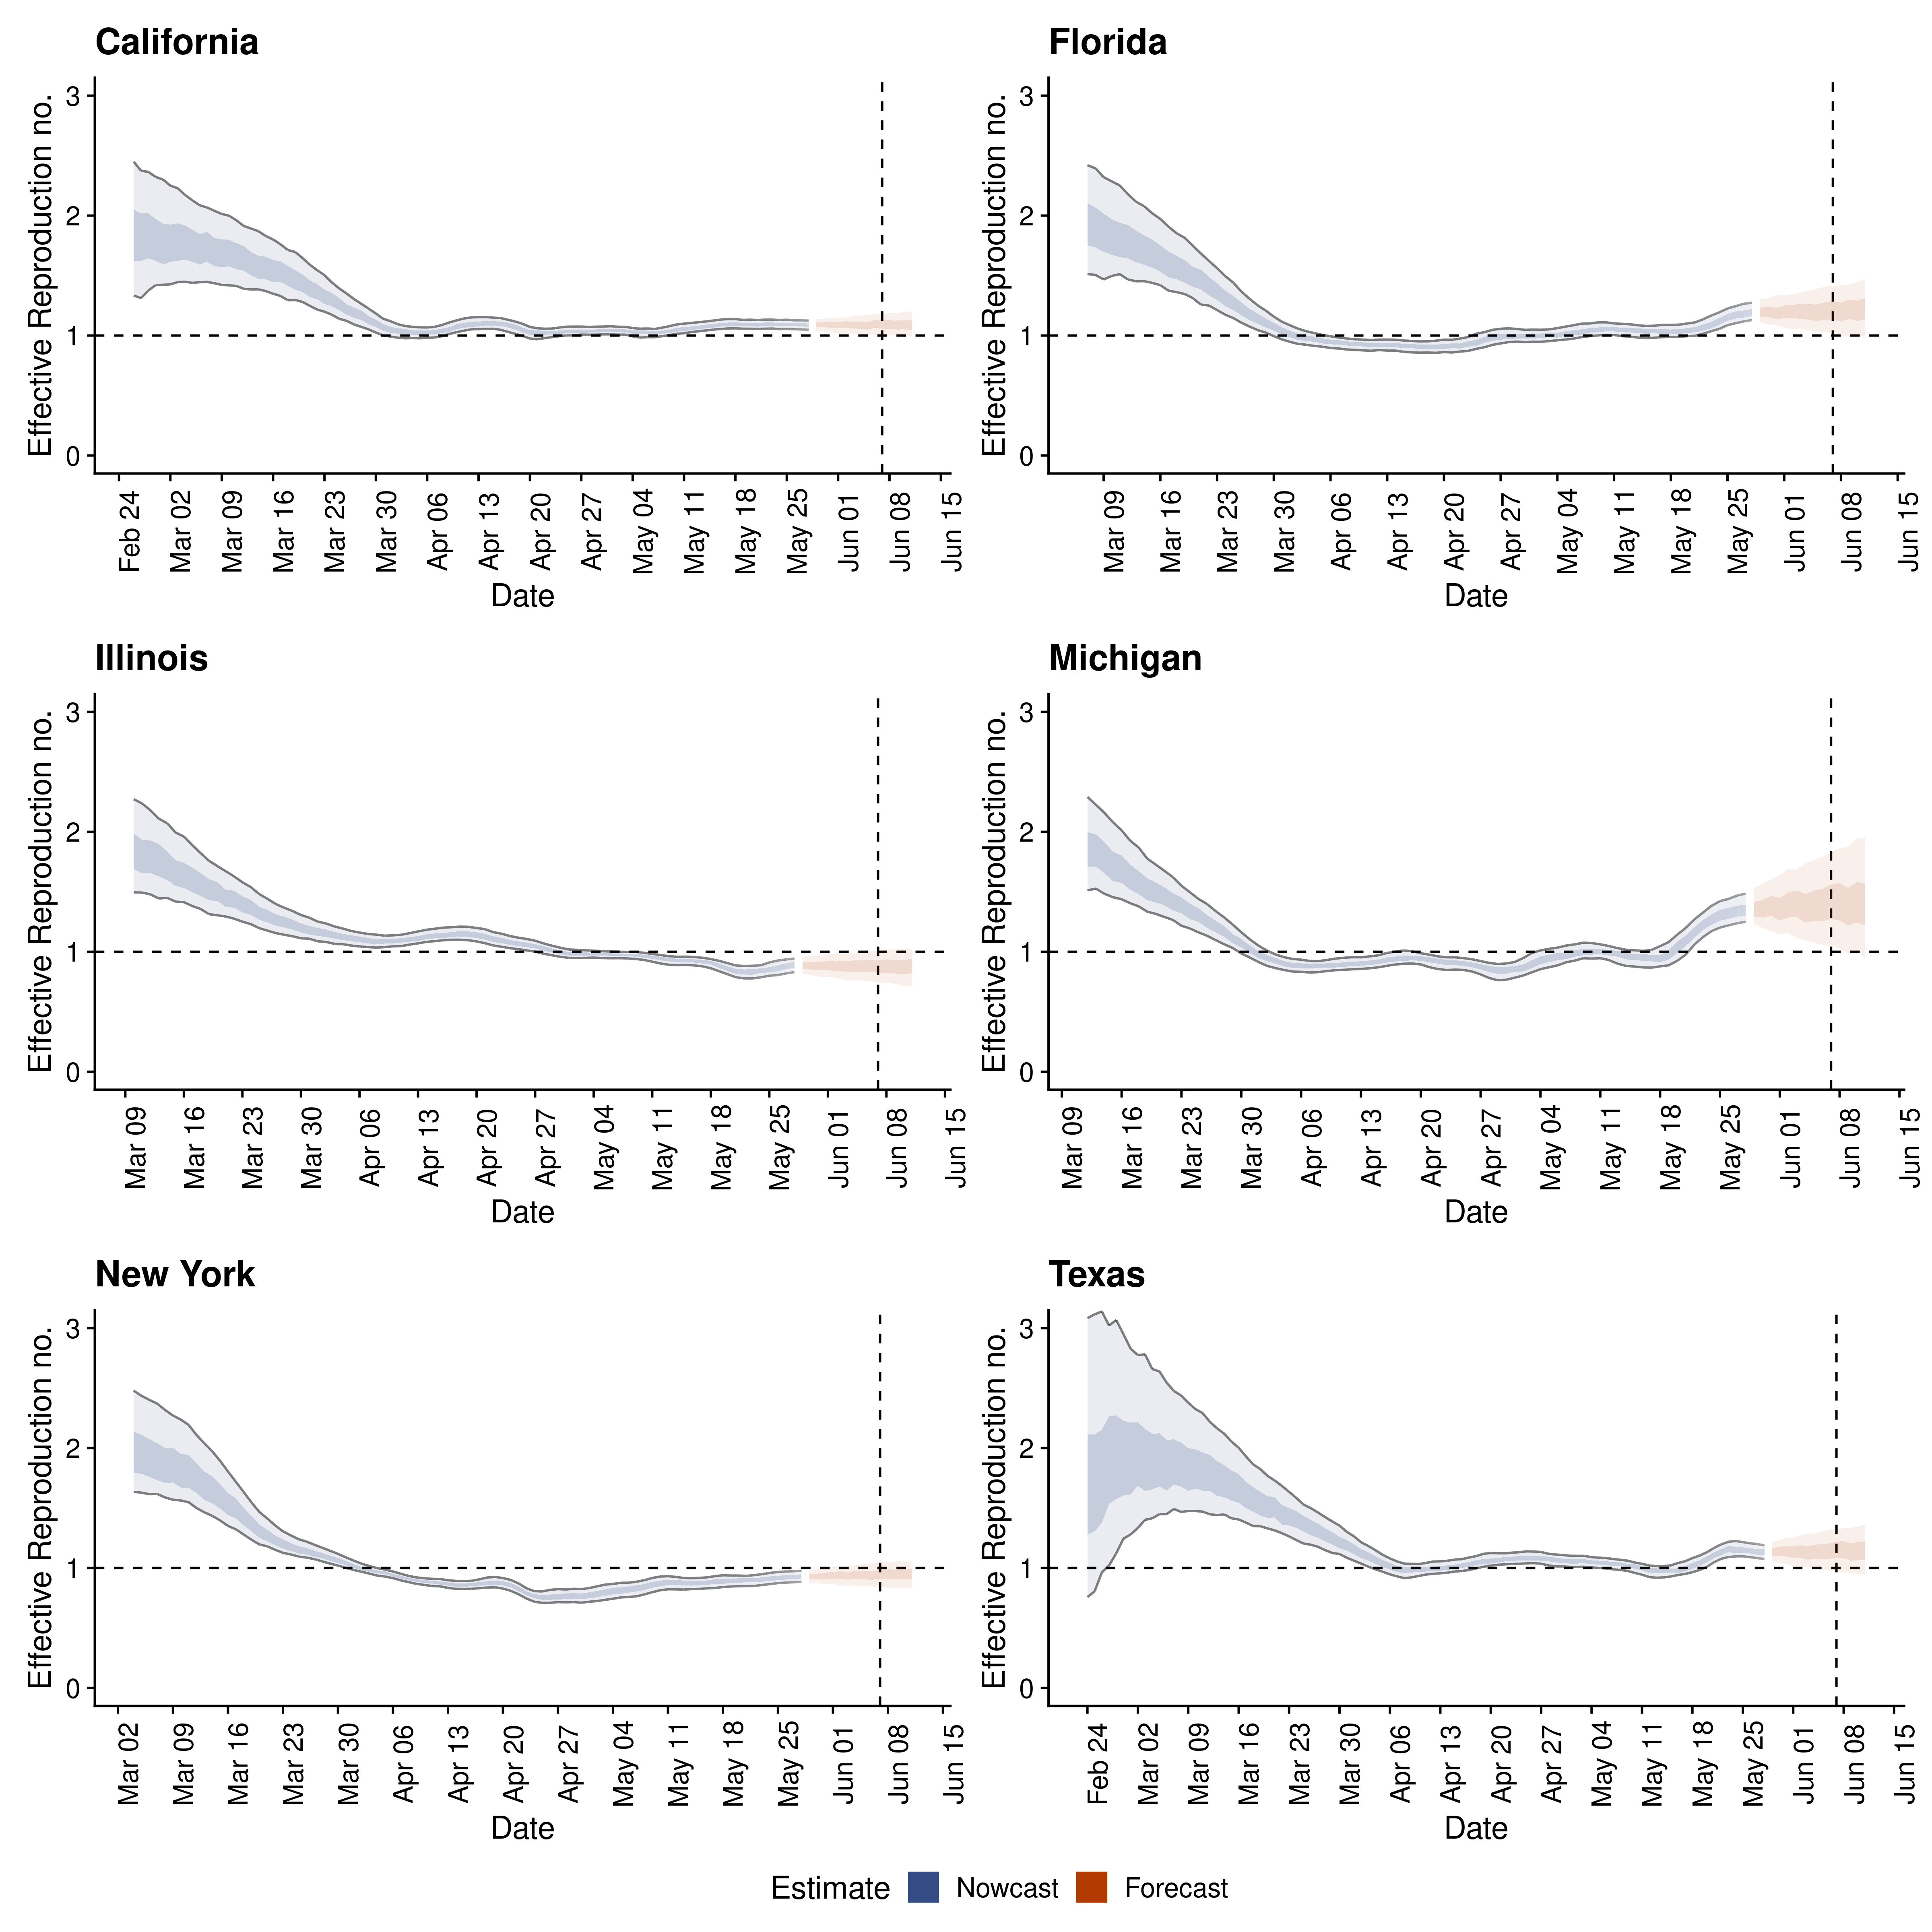 California
Effective Reproduction no.
3
2
1
0
Feb 24 Mar 02 Mar 09 Mar 16 Mar 23 Mar 30 Apr 06 Apr 13 Apr 20 Apr 27 May 04 May 11 May 18 May 25 Jun 01 Jun 08 Jun 15
Date
Florida
Effective Reproduction no.
3
2
1
0
Mar 09 Mar 16 Mar 23 Mar 30 Apr 06 Apr 13 Apr 20 Apr 27 May 04 May 11 May 18 May 25 Jun 01 Jun 08 Jun 15
Date
Illinois
Effective Reproduction no.
3
2
1
0
Mar 09 Mar 16 Mar 23 Mar 30 Apr 06 Apr 13 Apr 20 Apr 27 May 04 May 11 May 18 May 25 Jun 01 Jun 08 Jun 15
Date
Michigan
Effective Reproduction no.
3
2
1
0
Mar 09 Mar 16 Mar 23 Mar 30 Apr 06 Apr 13 Apr 20 Apr 27 May 04 May 11 May 18 May 25 Jun 01 Jun 08 Jun 15
Date
New York
Effective Reproduction no.
3
2
1
0
Mar 02 Mar 09 Mar 16 Mar 23 Mar 30 Apr 06 Apr 13 Apr 20 Apr 27 May 04 May 11 May 18 May 25 Jun 01 Jun 08 Jun 15
Date
Texas
Effective Reproduction no.
3
2
1
0
Feb 24 Mar 02 Mar 09 Mar 16 Mar 23 Mar 30 Apr 06 Apr 13 Apr 20 Apr 27 May 04 May 11 May 18 May 25 Jun 01 Jun 08 Jun 15
Date
Estimate Nowcast Forecast